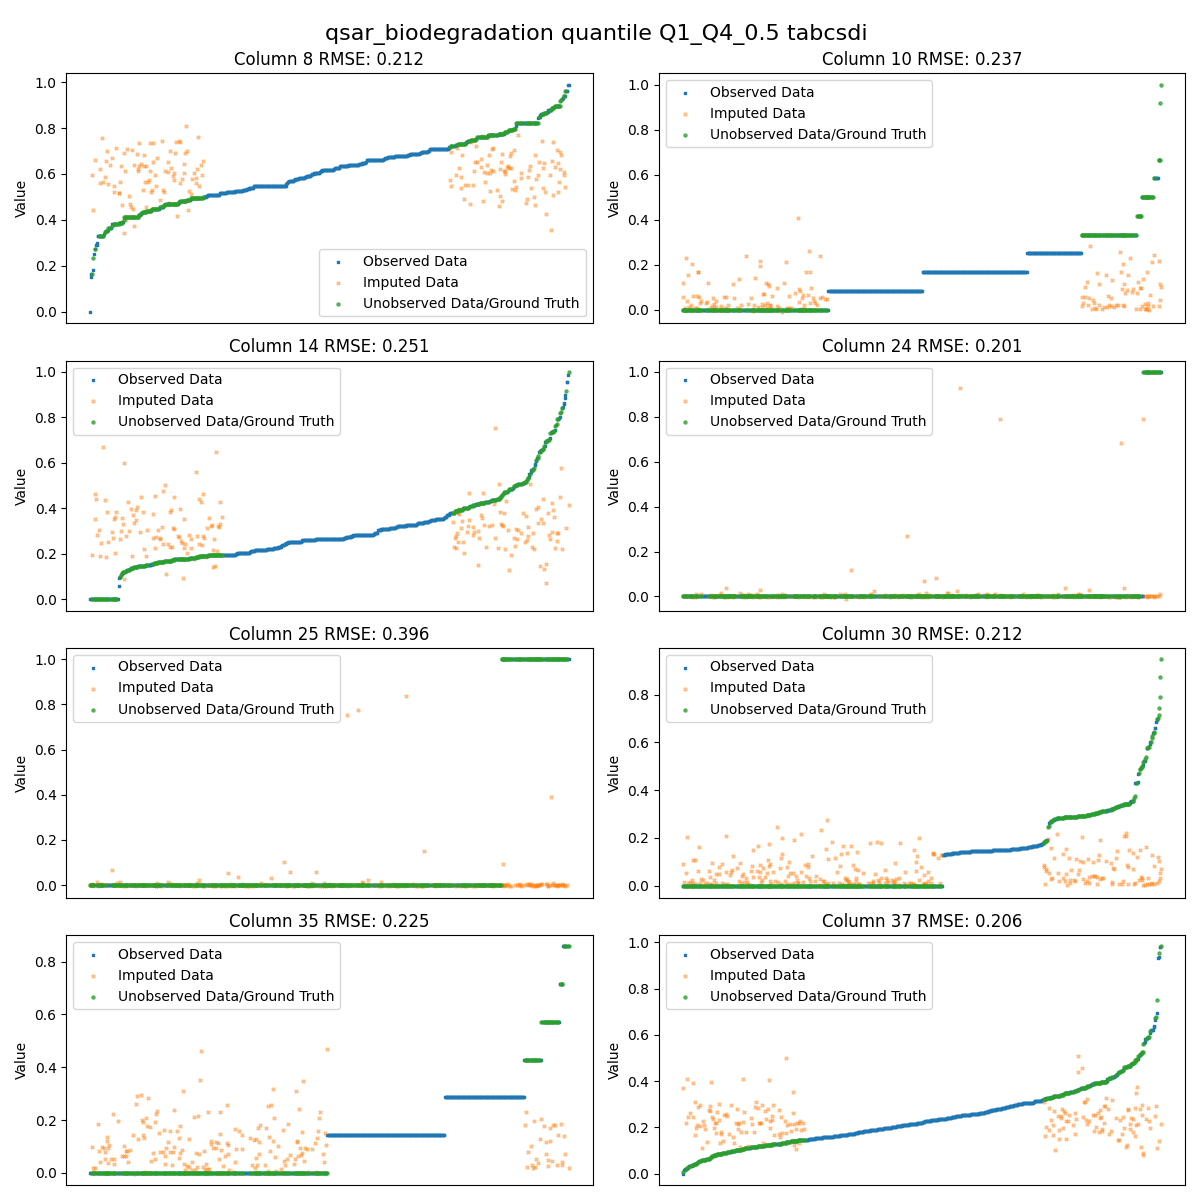 qsar_biodegradation quantile Q1_Q4_0.5 tabcsdi
Column 8 RMSE: 0.212
Value
1.0
0.8
0.6
0.4
0.2
0.0
Observed Data
Imputed Data
Unobserved Data/Ground Truth
Column 10 RMSE: 0.237
Value
1.0
0.8
0.6
0.4
0.2
0.0
Observed Data
Imputed Data
Unobserved Data/Ground Truth
Column 14 RMSE: 0.251
Value
1.0
0.8
0.6
0.4
0.2
0.0
Observed Data
Imputed Data
Unobserved Data/Ground Truth
Column 24 RMSE: 0.201
Value
1.0
0.8
0.6
0.4
0.2
0.0
Observed Data
Imputed Data
Unobserved Data/Ground Truth
Column 25 RMSE: 0.396
Value
1.0
0.8
0.6
0.4
0.2
0.0
Observed Data
Imputed Data
Unobserved Data/Ground Truth
Column 30 RMSE: 0.212
Value
0.8
0.6
0.4
0.2
0.0
Observed Data
Imputed Data
Unobserved Data/Ground Truth
Column 35 RMSE: 0.225
Value
0.8
0.6
0.4
0.2
0.0
Observed Data
Imputed Data
Unobserved Data/Ground Truth
Column 37 RMSE: 0.206
Value
1.0
0.8
0.6
0.4
0.2
0.0
Observed Data
Imputed Data
Unobserved Data/Ground Truth